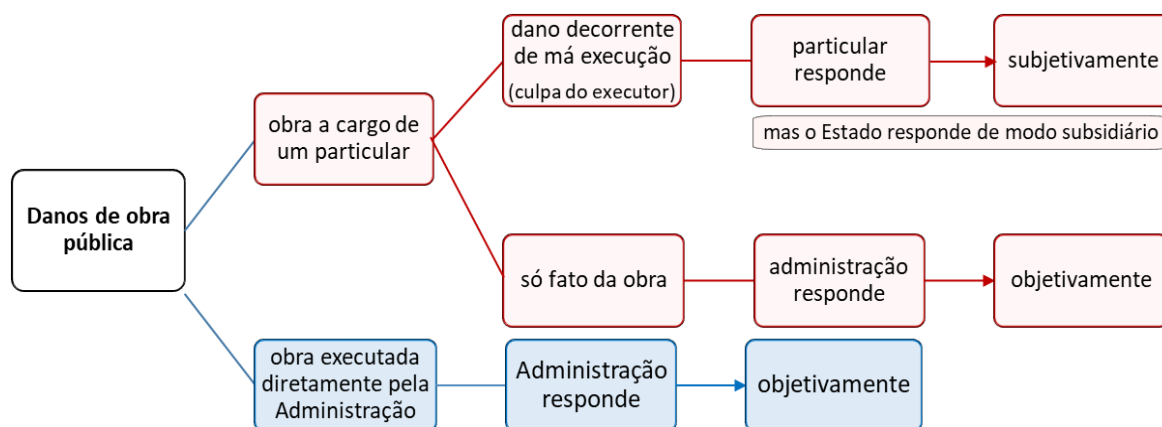 Danos de obra
pública
obra a cargo de
um particular
dano decorrente
de má execução
(culpa do executor)
particular
responde
subjetivamente
mas o Estado responde de modo subsidiário
só fato da obra
administração
responde
objetivamente
obra executada
diretamente pela
Administração
Administração
responde
objetivamente